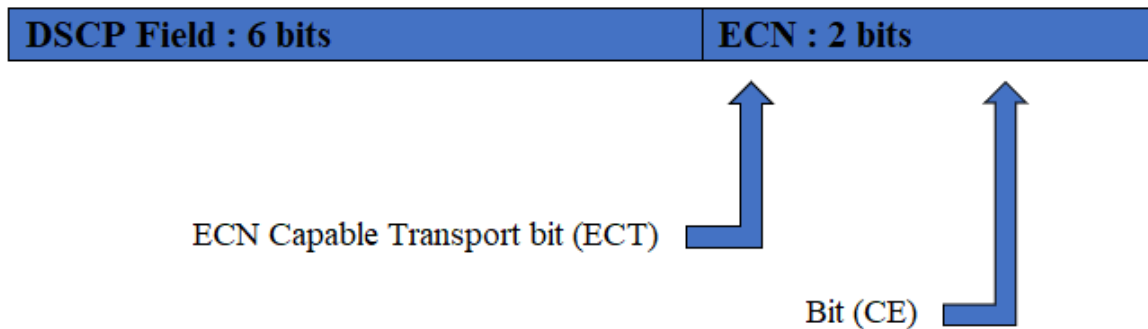 DSCP Field : 6 bits
ECN : 2 bits
ECN Capable Transport bit (ECT)
Bit (CE)